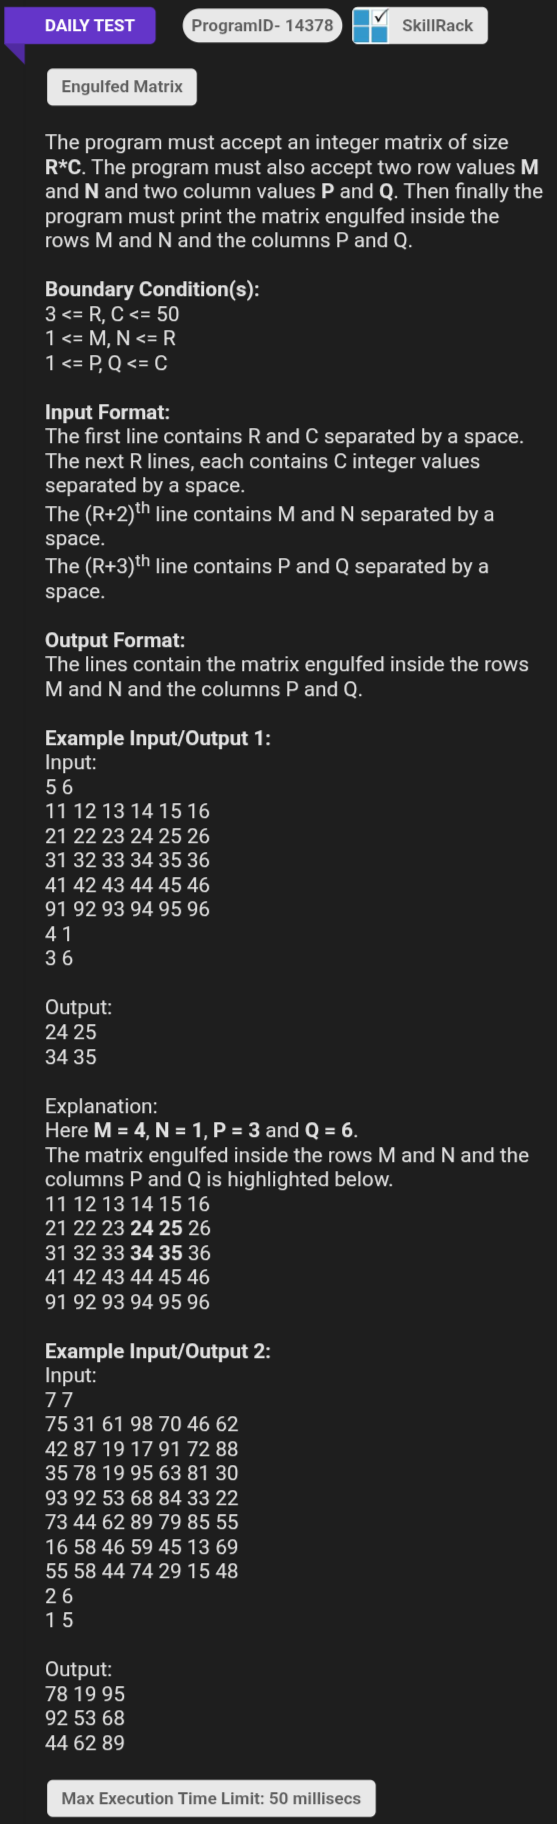 DAILY TEST
ProgramID- 14378
SkillRack
Engulfed Matrix
The program must accept an integer matrix of size
R*C. The program must also accept two row values M
and N and two column values P and Q. Then finally the
program must print the matrix engulfed inside the
rows M and N and the columns P and Q.
Boundary Condition(s):
3 <= R, C <= 50
1 <= M, N <= R
1 <= P, Q <= C
Input Format:
The first line contains R and C separated by a space.
The next R lines, each contains C integer values
separated by a space.
The (R+2)th line contains M and N separated by a
space.
The (R+3)th line contains P and Q separated by a
space.
Output Format:
The lines contain the matrix engulfed inside the rows
M and N and the columns P and Q.
Example Input/Output 1:
Input:
5 6
11 12 13 14 15 16
21 22 23 24 25 26
31 32 33 34 35 36
41 42 43 44 45 46
91 92 93 94 95 96
4 1
3 6
Output:
24 25
34 35
Explanation:
Here M = 4, N = 1, P = 3 and Q = 6.
The matrix engulfed inside the rows M and N and the
columns P and Q is highlighted below.
11 12 13 14 15 16
21 22 23 24 25 26
31 32 33 34 35 36
41 42 43 44 45 46
91 92 93 94 95 96
Example Input/Output 2:
Input:
7 7
75 31 61 98 70 46 62
42 87 19 17 91 72 88
35 78 19 95 63 81 30
93 92 53 68 84 33 22
73 44 62 89 79 85 55
16 58 46 59 45 13 69
55 58 44 74 29 15 48
2 6
1 5
Output:
78 19 95
92 53 68
44 62 89
Max Execution Time Limit: 50 millisecs